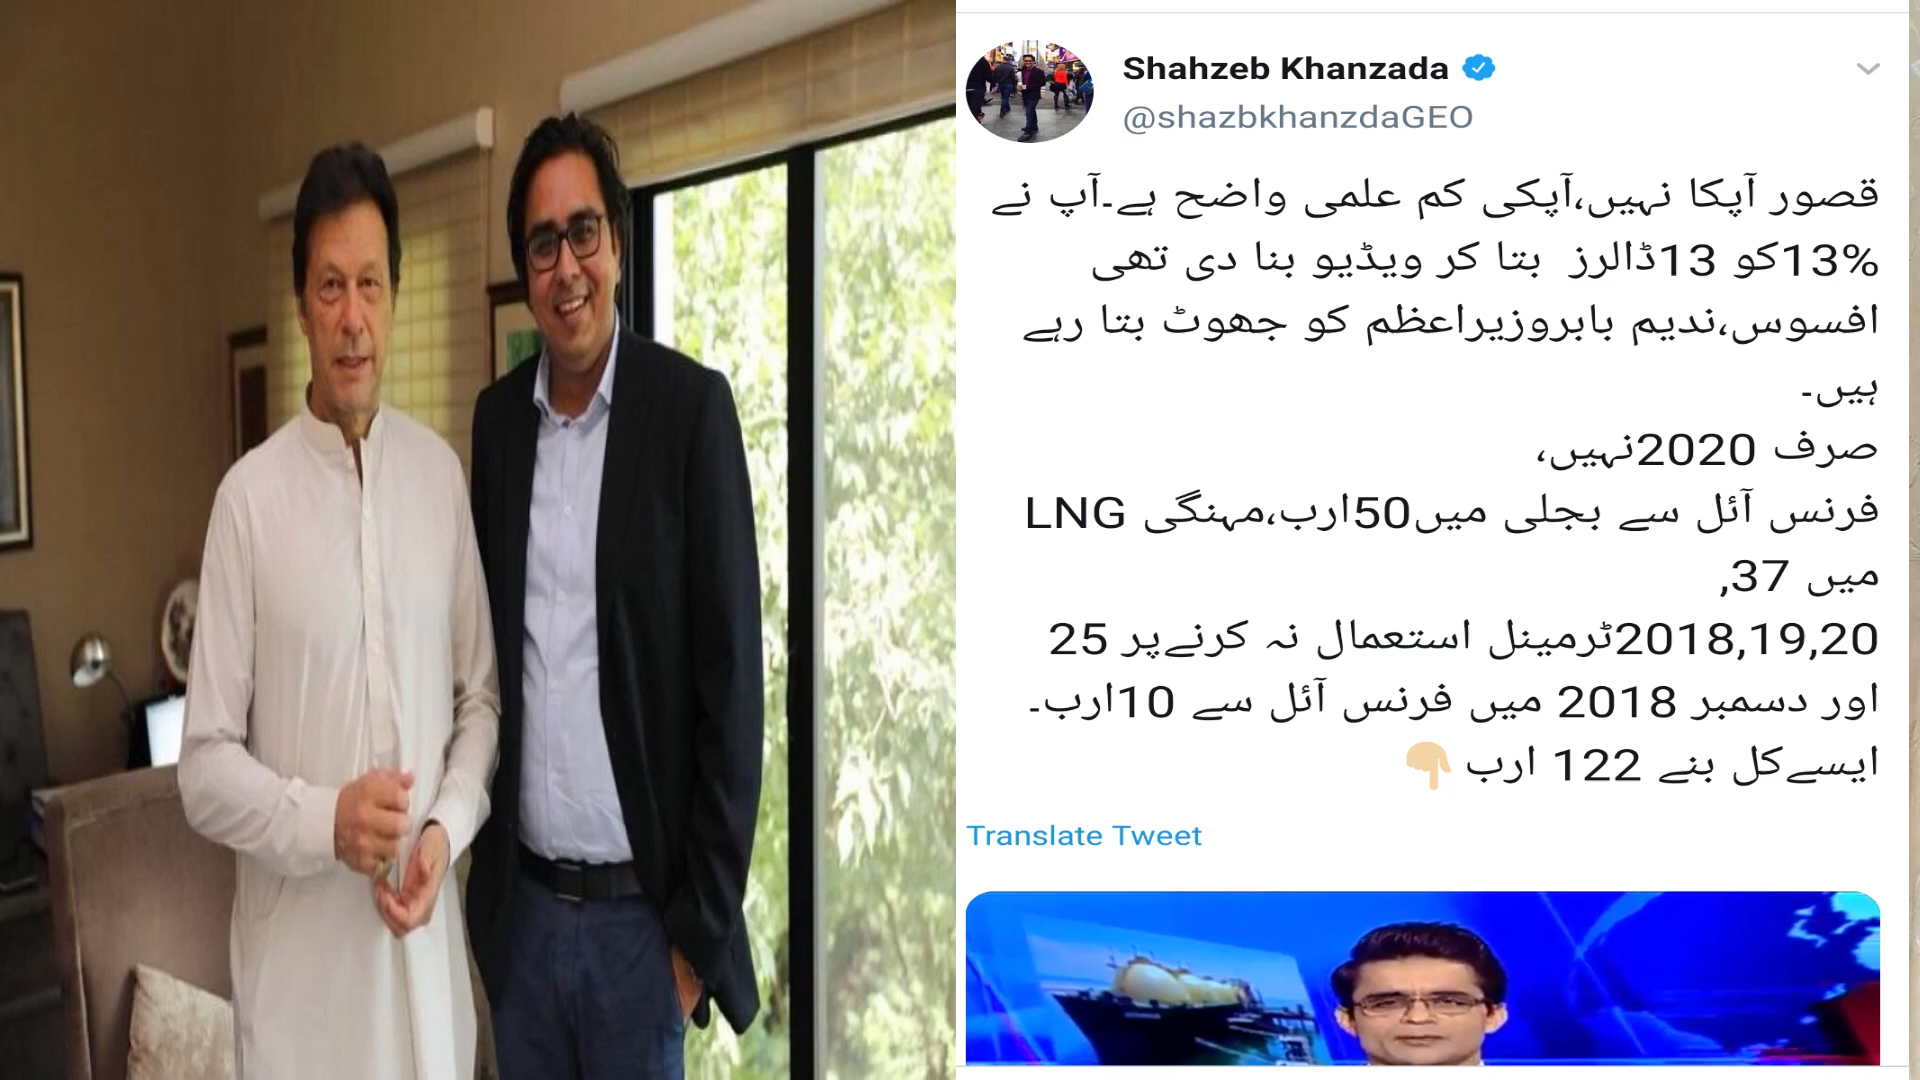 Shahzeb Khanzada
@shazbkhanzdaGEO
قصور آپکا نہیں،آپکی کم علمی واضح ہے۔آپ نے
13%کو 13ڈالرز بتا کر ویڈیو بنا دی تھی
افسوس،ندیم بابروزیراعظم کو جھوٹ بتا رہے
ہیں۔
صرف 2020نہیں،
فرنس آئل سے بجلی میں50ارب،مہنگی LNG
میں 37,
2018,19,20ٹرمینل استعمال نہ کرنےپر 25
اور دسمبر 2018 میں فرنس آئل سے 10ارب۔
ایسےکل بنے 122 ارب 👇🏼
Translate Tweet